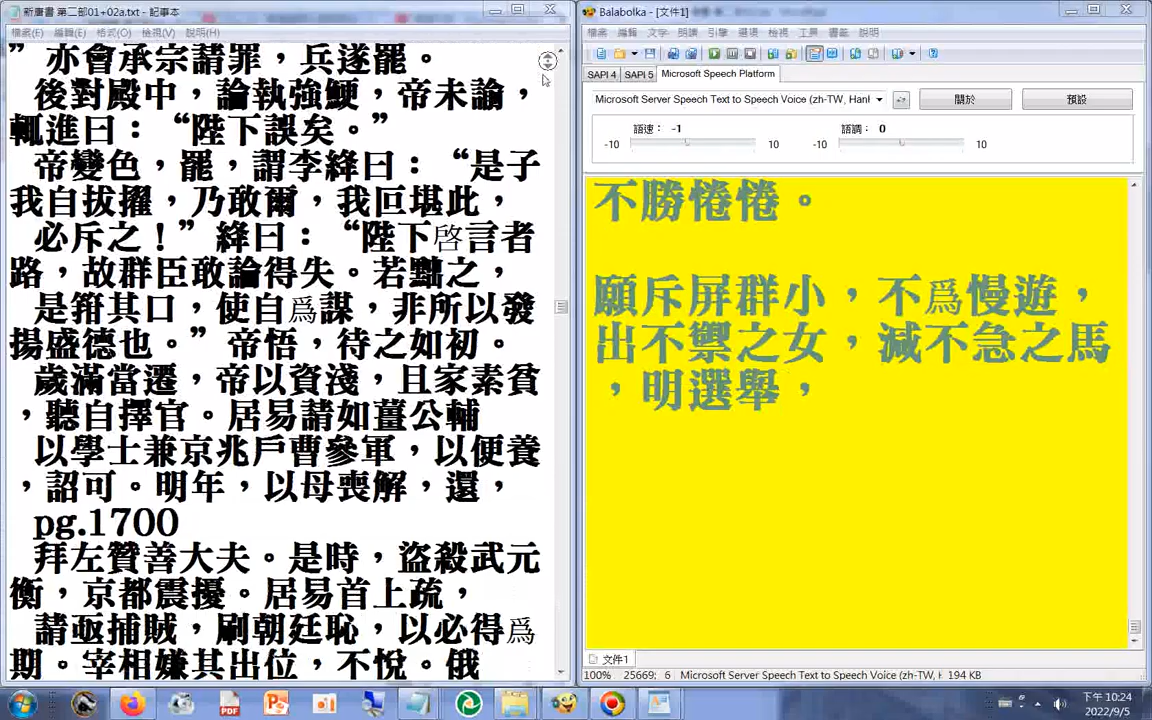 新唐書 第二部01+02a.txt - 記事本
檔案(F) 編輯(E) 格式(O) 檢視(V) 說明(H)
”亦會承宗請罪，兵遂罷。
後對殿中，論執強鯁，帝未諭，
輒進曰：“陛下誤矣。”
帝變色，罷，謂李絳曰：“是子
我自拔擢，乃敢爾，我叵堪此，
必斥之！”絳曰：“陛下啓言者
路，故群臣敢論得失。若黜之，
是箝其口，使自爲謀，非所以發
揚盛德也。”帝悟，待之如初。
歲滿當遷，帝以資淺，且家素貧
，聽自擇官。居易請如薑公輔
以學士兼京兆戶曹參軍，以便養
，詔可。明年，以母喪解，還，
pg.1700
拜左贊善大夫。是時，盜殺武元
衡，京都震擾。居易首上疏，
請亟捕賊，刷朝廷恥，以必得爲
期。宰相嫌其出位，不悅。俄
Balabolka - [文件1]
檔案 編輯 文字 朗讀 引擎 選項 檢視 工具 書籤 說明
SAPI 4 SAPI 5 Microsoft Speech Platform
Microsoft Server Speech Text to Speech Voice (zh-TW, Hanl
關於 預設
語速： -1 語調： 0
-10 10 -10 10
不勝惓惓。
願斥屏群小，不爲慢遊，
出不禦之女，減不急之馬
，明選舉，
文件1
100% 25669; 6 Microsoft Server Speech Text to Speech Voice (zh-TW, H 194 KB
下午 10:24
2022/9/5